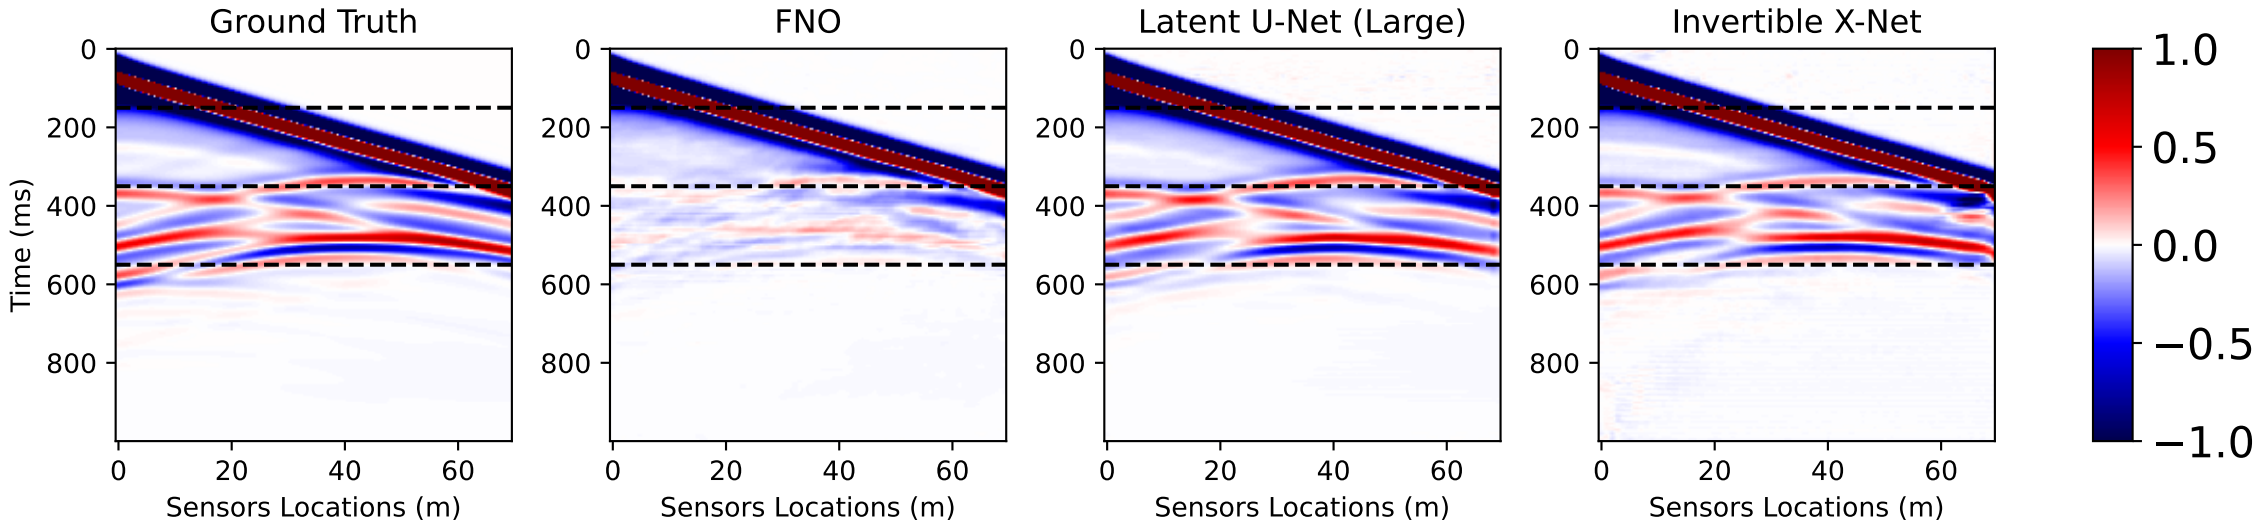 Ground Truth
FNO
Latent U-Net (Large)
Invertible X-Net
0
200
400
600
800
Time (ms)
0 20 40 60
Sensors Locations (m)
0
200
400
600
800
0 20 40 60
Sensors Locations (m)
0
200
400
600
800
0 20 40 60
Sensors Locations (m)
0
200
400
600
800
0 20 40 60
Sensors Locations (m)
1.0
0.5
0.0
−0.5
−1.0